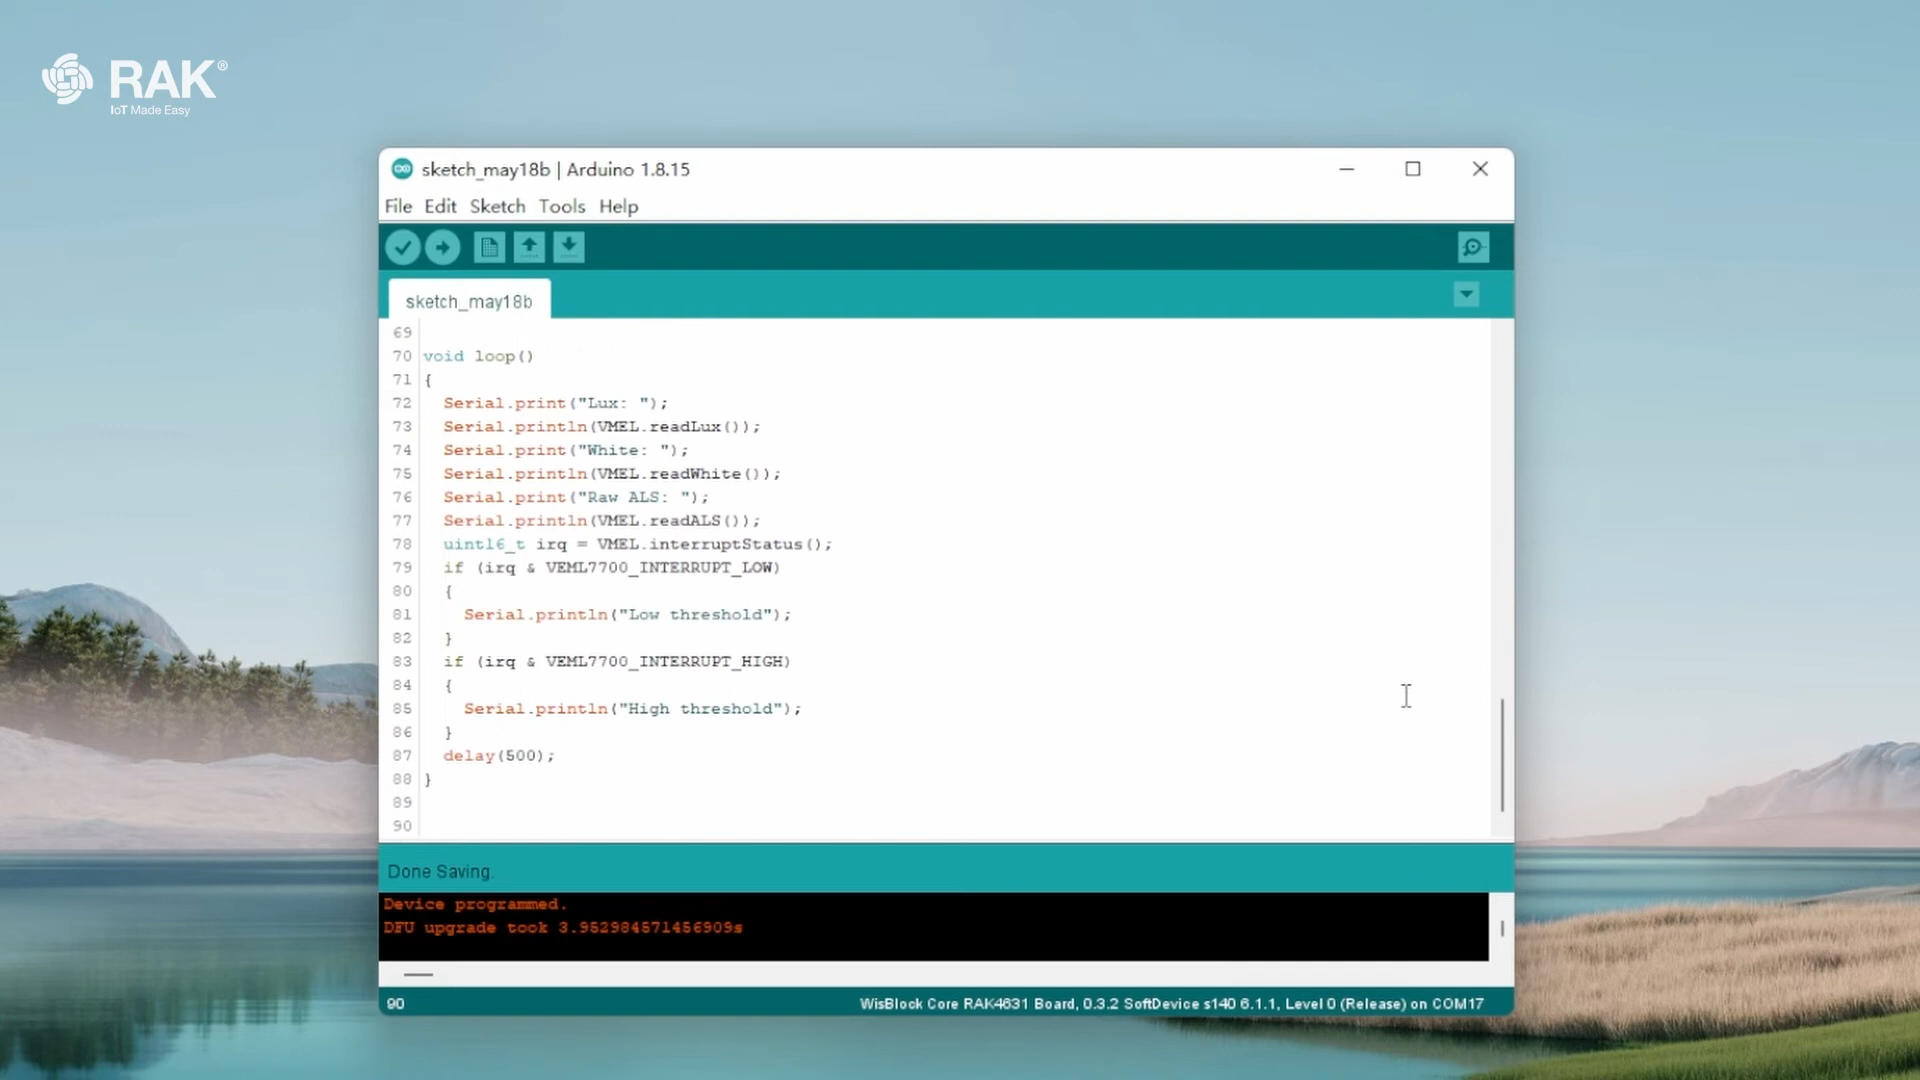 RAK®
IoT Made Easy
sketch_may18b | Arduino 1.8.15
File Edit Sketch Tools Help
sketch_may18b
69
70 void loop()
71 {
72 Serial.print("Lux: ");
73 Serial.println(VMEL.readLux());
74 Serial.print("White: ");
75 Serial.println(VMEL.readWhite());
76 Serial.print("Raw ALS: ");
77 Serial.println(VMEL.readALS());
78 uint16_t irq = VMEL.interruptStatus();
79 if (irq & VEML7700_INTERRUPT_LOW)
80 {
81 Serial.println("Low threshold");
82 }
83 if (irq & VEML7700_INTERRUPT_HIGH)
84 {
85 Serial.println("High threshold");
86 }
87 delay(500);
88 }
89
90
Done Saving.
Device programmed.
DFU upgrade took 3.952984571456909s
90 WisBlock Core RAK4631 Board, 0.3.2 SoftDevice s140 6.1.1, Level 0 (Release) on COM17